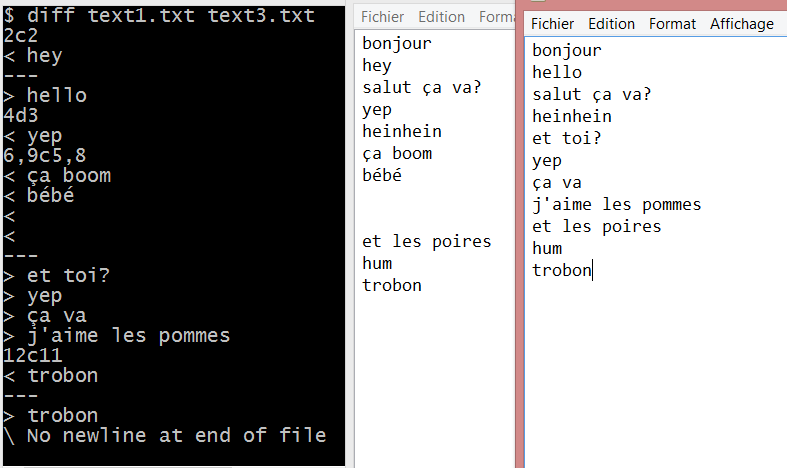 $ diff text1.txt text3.txt
2c2
< hey
---
> hello
4d3
< yep
6,9c5,8
< ça boom
< bébé
<
<
---
> et toi?
> yep
> ça va
> j'aime les pommes
12c11
< trobon
---
> trobon
\ No newline at end of file
Fichier Edition Forma
bonjour
hey
salut ça va?
yep
heinhein
ça boom
bébé
et les poires
hum
trobon
Fichier Edition Format Affichage
bonjour
hello
salut ça va?
heinhein
et toi?
yep
ça va
j'aime les pommes
et les poires
hum
trobon